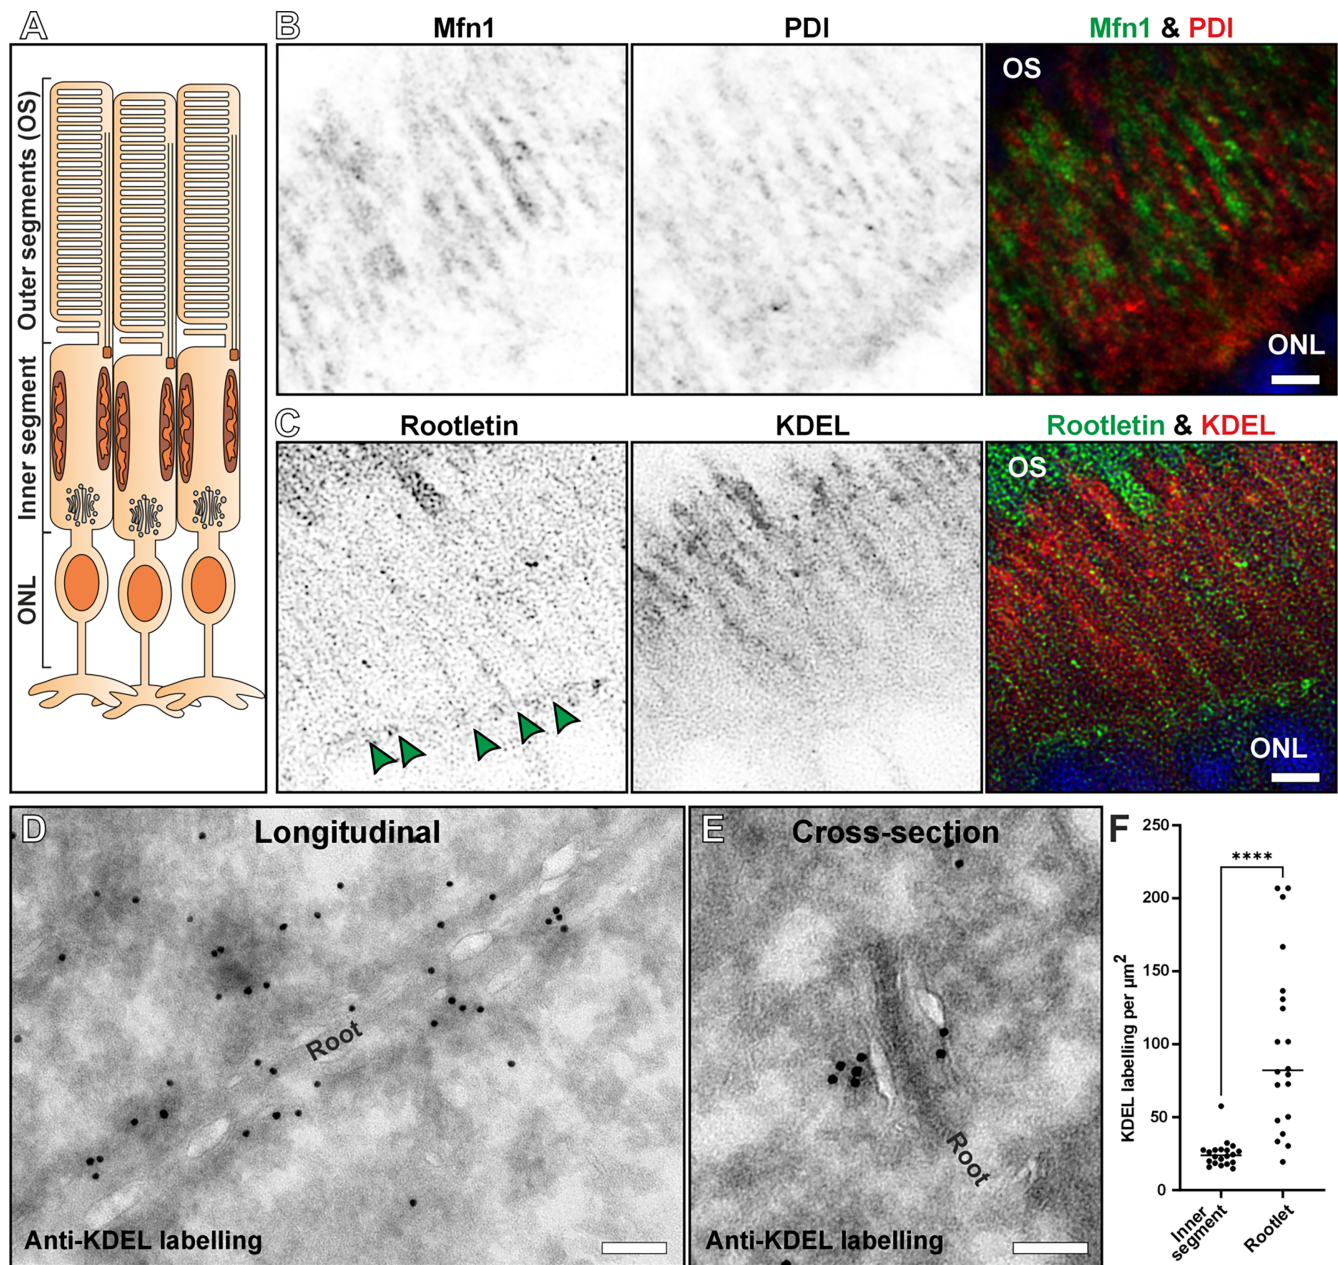 A
Outer segments (OS)
Inner segment
ONL
B
Mfn1
PDI
Mfn1 & PDI
OS
ONL
C
Rootletin
KDEL
Rootletin & KDEL
OS
ONL
D
Longitudinal
Root
Anti-KDEL labelling
E
Cross-section
Root
Anti-KDEL labelling
F
KDEL labelling per µm²
250
200
150
100
50
0
****
Inner
segment
Rootlet